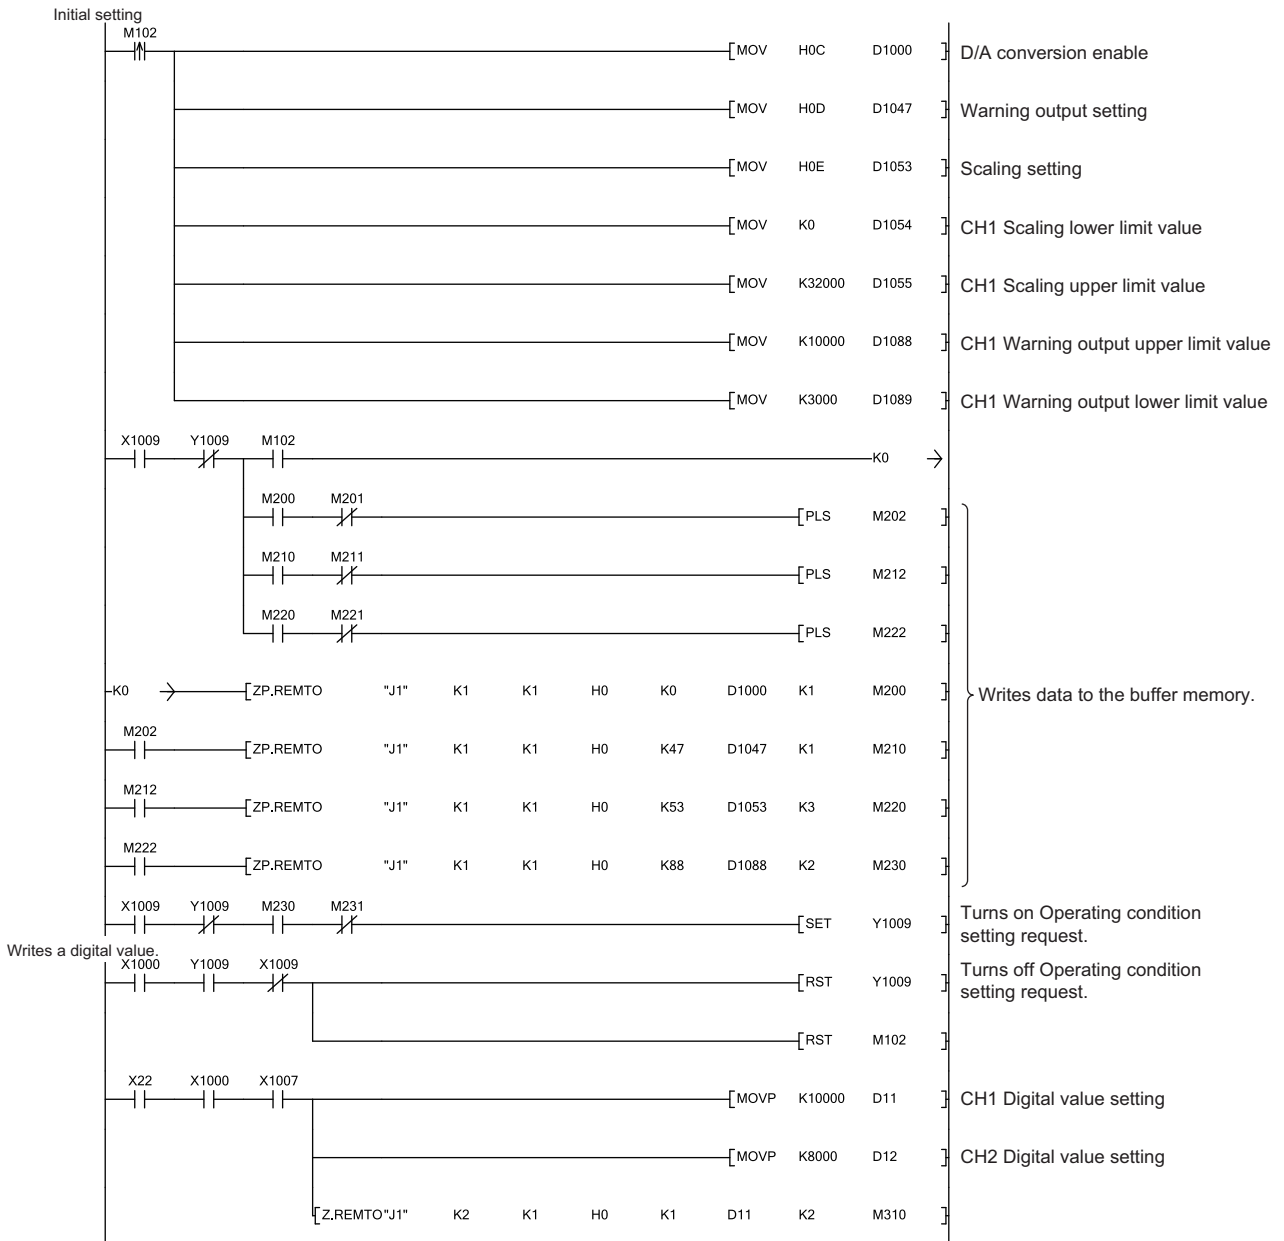 Initial setting
M102
MOV H0C D1000 D/A conversion enable
MOV H0D D1047 Warning output setting
MOV H0E D1053 Scaling setting
MOV K0 D1054 CH1 Scaling lower limit value
MOV K32000 D1055 CH1 Scaling upper limit value
MOV K10000 D1088 CH1 Warning output upper limit value
MOV K3000 D1089 CH1 Warning output lower limit value
X1009 Y1009 M102
K0
M200 M201
PLS M202
M210 M211
PLS M212
M220 M221
PLS M222
K0 ZP.REMTO "J1" K1 K1 H0 K0 D1000 K1 M200
Writes data to the buffer memory.
M202
ZP.REMTO "J1" K1 K1 H0 K47 D1047 K1 M210
M212
ZP.REMTO "J1" K1 K1 H0 K53 D1053 K3 M220
M222
ZP.REMTO "J1" K1 K1 H0 K88 D1088 K2 M230
X1009 Y1009 M230 M231
SET Y1009
Turns on Operating condition
setting request.
Writes a digital value.
X1000 Y1009 X1009
RST Y1009
Turns off Operating condition
setting request.
RST M102
X22 X1000 X1007
MOVP K10000 D11 CH1 Digital value setting
MOVP K8000 D12 CH2 Digital value setting
Z.REMTO "J1" K2 K1 H0 K1 D11 K2 M310